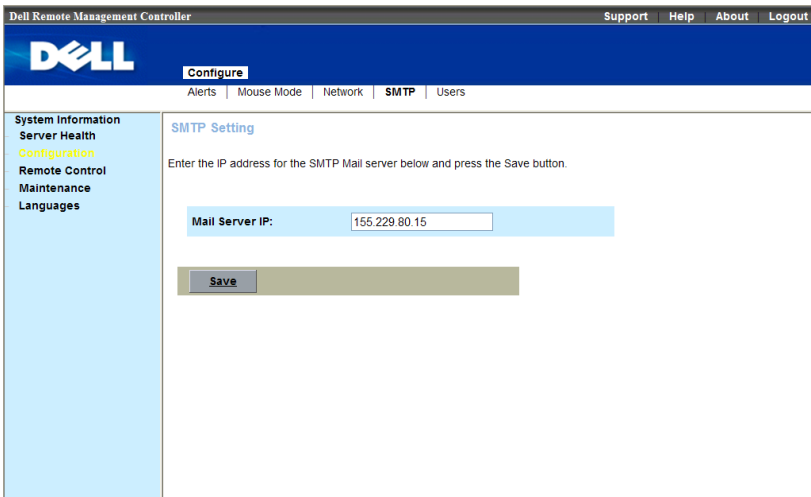 Dell Remote Management Controller Support Help About Logout
DELL
Configure
Alerts Mouse Mode Network SMTP Users
System Information
Server Health
Configuration
Remote Control
Maintenance
Languages
SMTP Setting
Enter the IP address for the SMTP Mail server below and press the Save button.
Mail Server IP: 155.229.80.15
Save